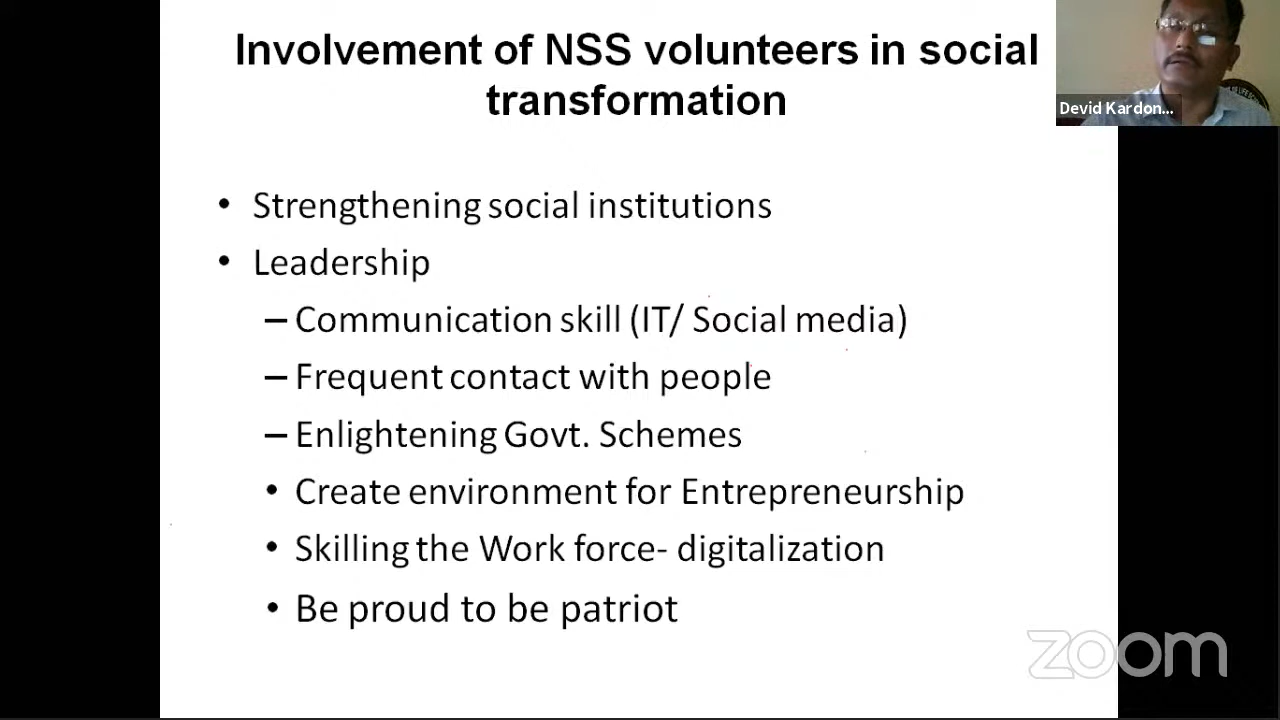 Involvement of NSS volunteers in social
transformation
Devid Kardon...
• Strengthening social institutions
• Leadership
– Communication skill (IT/ Social media)
– Frequent contact with people
– Enlightening Govt. Schemes
• Create environment for Entrepreneurship
• Skilling the Work force- digitalization
• Be proud to be patriot
zoom